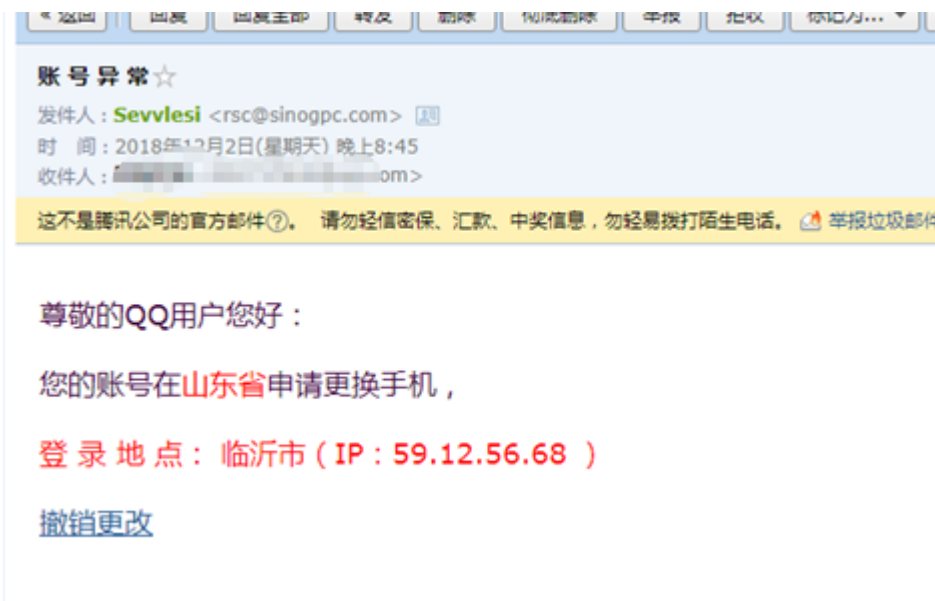 « 返回 回复 回复全部 转发 删除 彻底删除 举报 拒收 标记为...
账 号 异 常☆
发件人：Sevvlesi <rsc@sinogpc.com>
时 间：2018年12月2日(星期天) 晚上8:45
收件人： om>
这不是腾讯公司的官方邮件?。 请勿轻信密保、汇款、中奖信息，勿轻易拨打陌生电话。 举报垃圾邮件
尊敬的QQ用户您好：
您的账号在山东省申请更换手机，
登 录 地 点： 临沂市（IP：59.12.56.68 ）
撤销更改